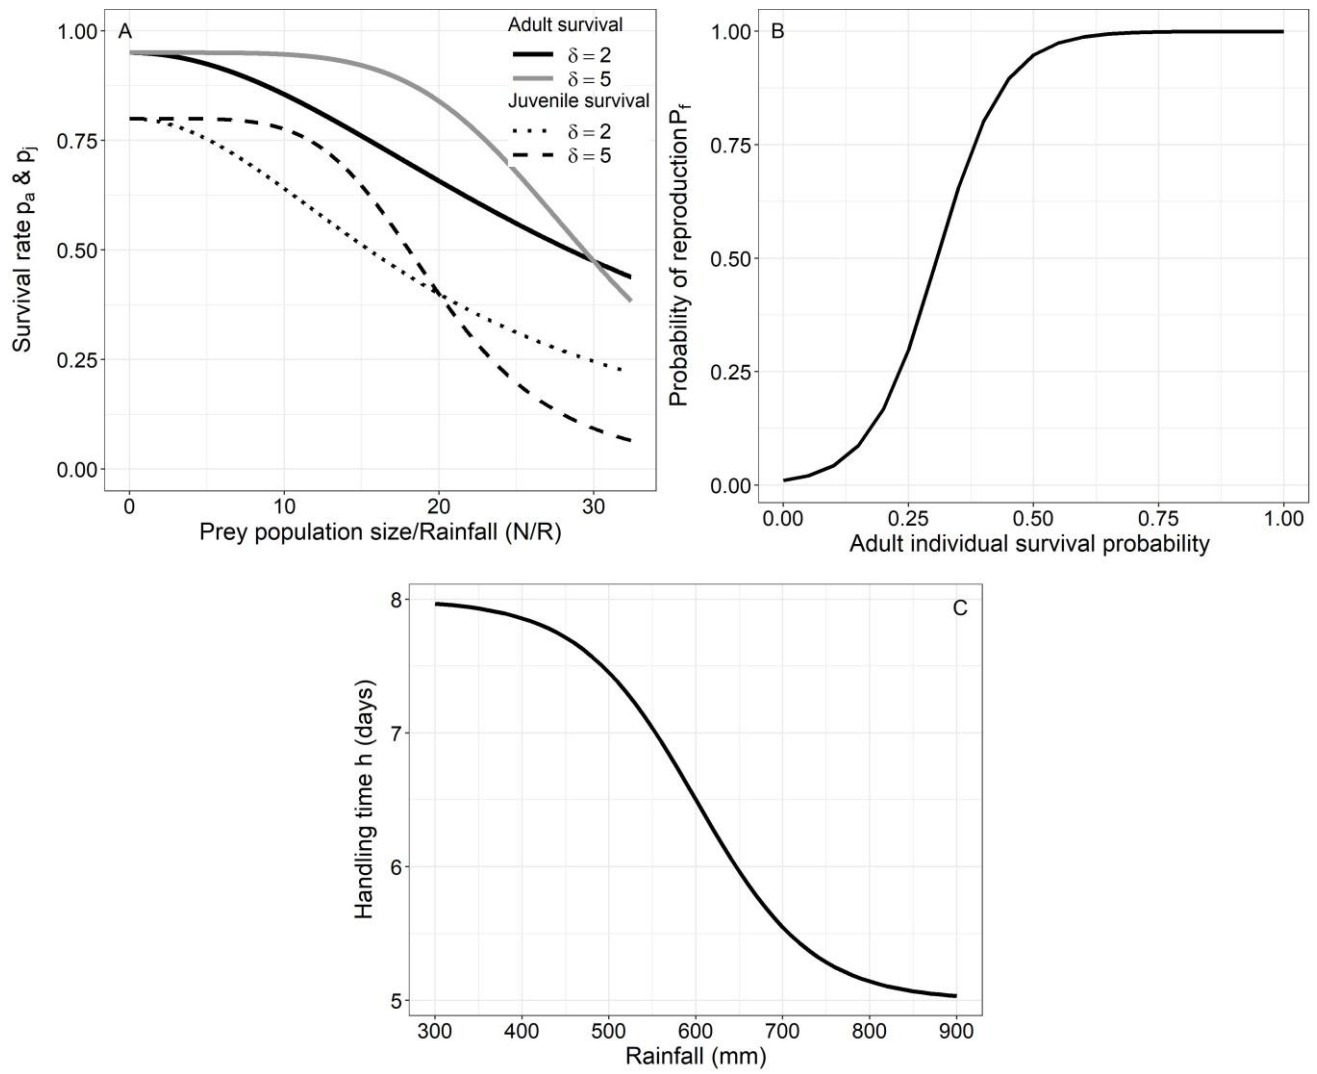 A
Adult survival
δ = 2
δ = 5
Juvenile survival
δ = 2
δ = 5
1.00
0.75
0.50
0.25
0.00
Survival rate pa & pj
0
10
20
30
Prey population size/Rainfall (N/R)
B
1.00
0.75
0.50
0.25
0.00
Probability of reproduction Pf
0.00
0.25
0.50
0.75
1.00
Adult individual survival probability
C
8
7
6
5
Handling time h (days)
300
400
500
600
700
800
900
Rainfall (mm)